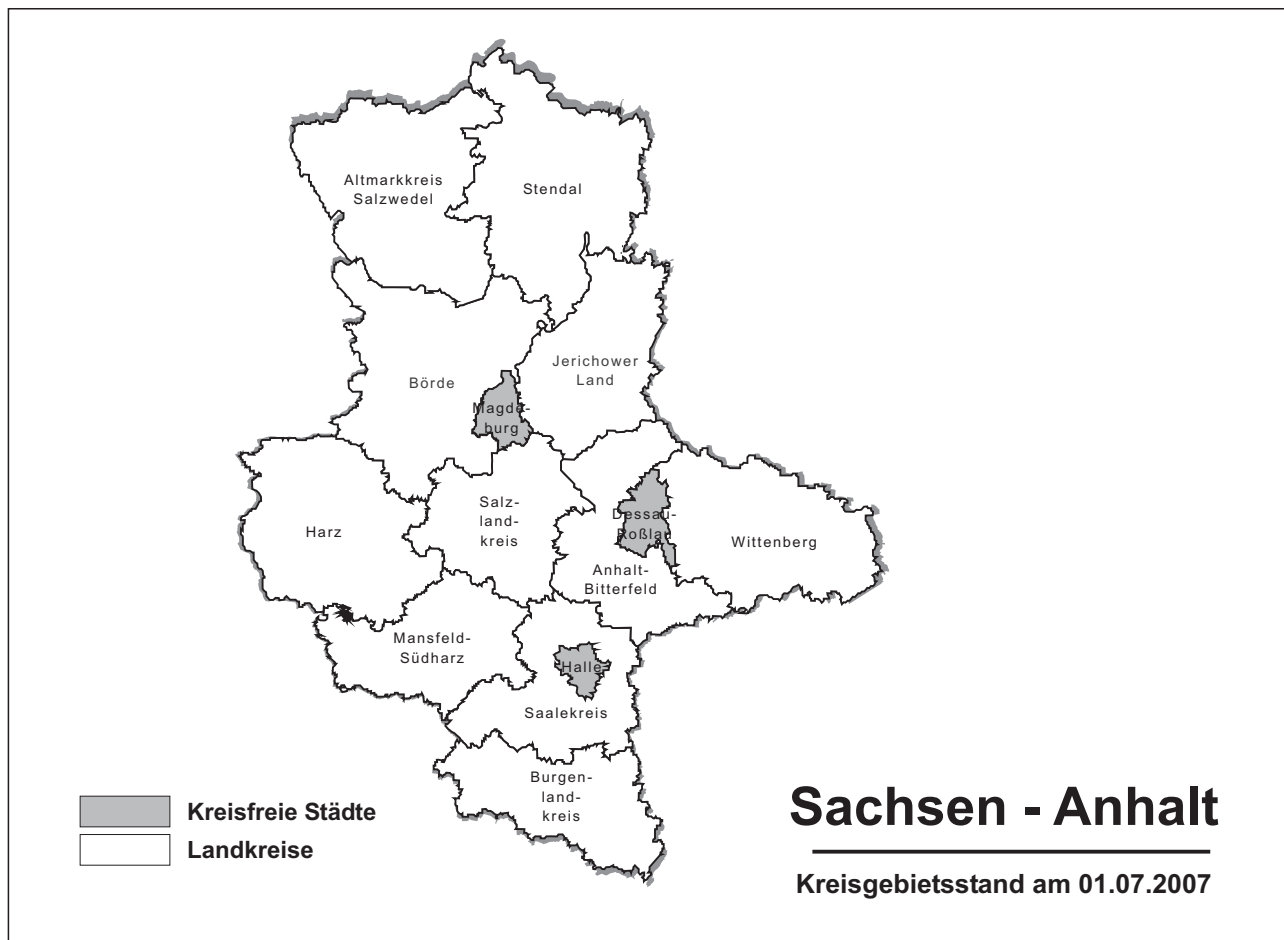 Altmarkkreis
Salzwedel
Stendal
Jerichower
Land
Börde
Magde-
burg
Salz-
land-
kreis
Harz
Dessau-
Roßlau
Wittenberg
Anhalt-
Bitterfeld
Mansfeld-
Südharz
Halle
Saalekreis
Burgen-
land-
kreis
Kreisfreie Städte
Landkreise
Sachsen - Anhalt
Kreisgebietsstand am 01.07.2007